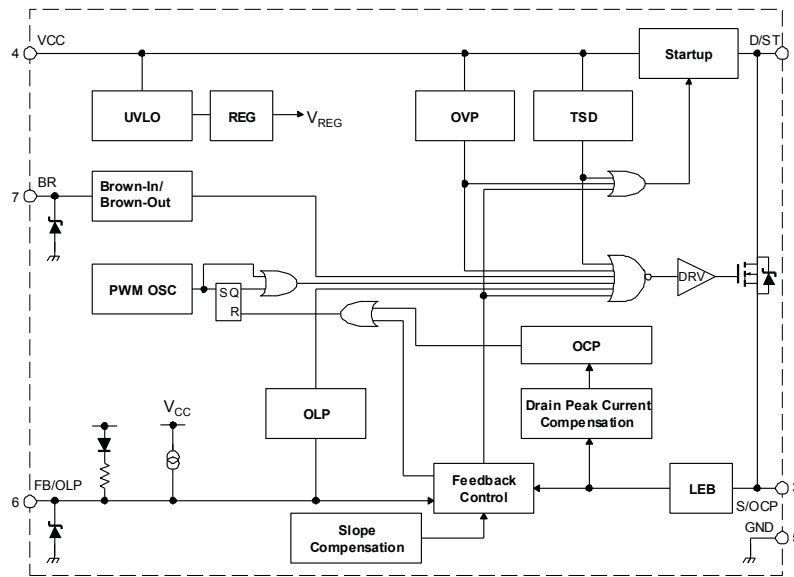 VCC
D/ST
4
Startup
UVLO
REG
VREG
OVP
TSD
BR
7
Brown-In/
Brown-Out
PWM OSC
S Q
R
DRV
OCP
VCC
OLP
Drain Peak Current
Compensation
FB/OLP
6
Feedback
Control
LEB
S/OCP
GND
Slope
Compensation